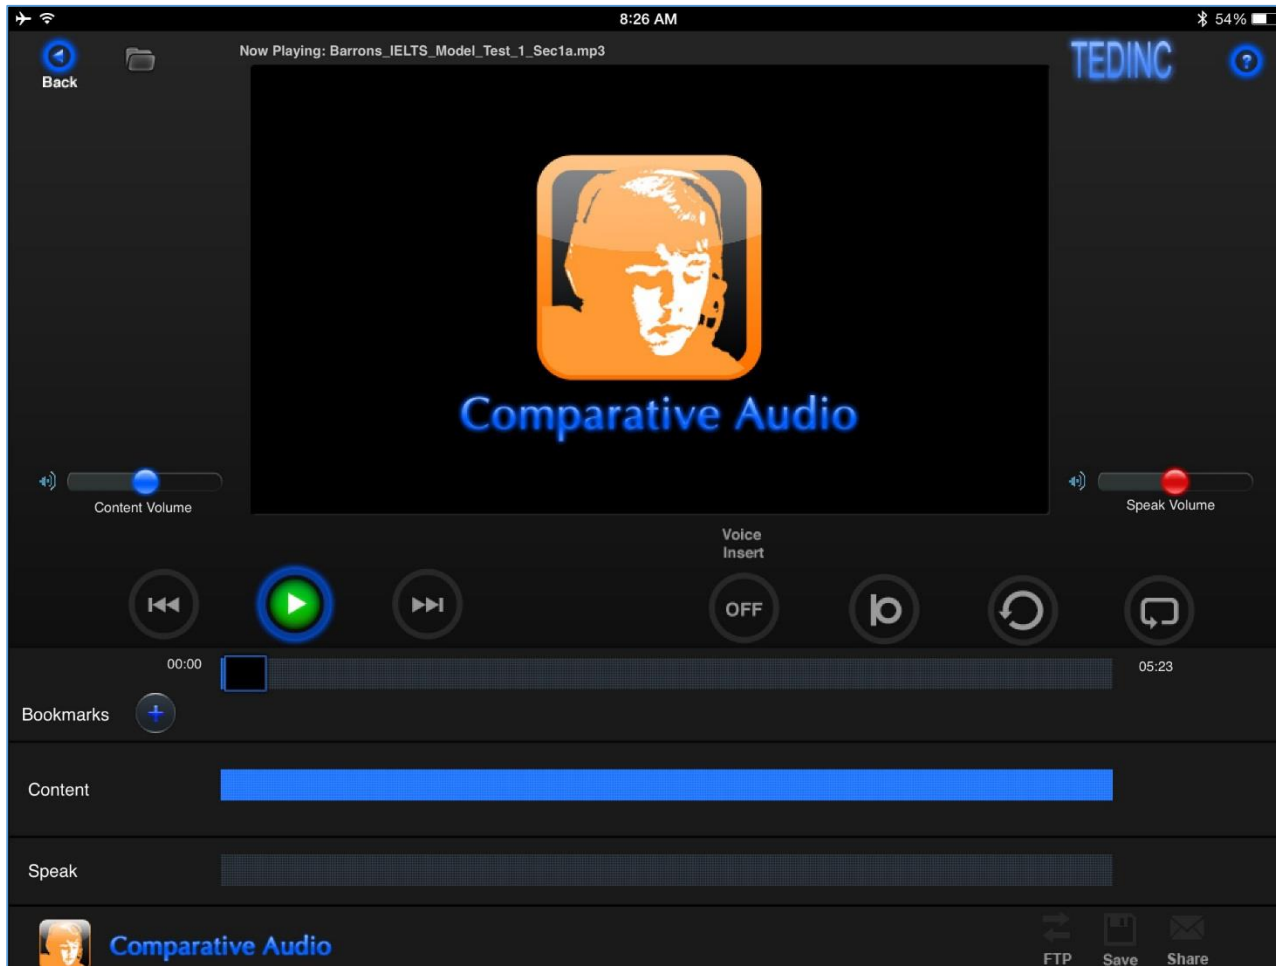 8:26 AM
54%
Now Playing: Barrons_IELTS_Model_Test_1_Sec1a.mp3
TEDINC
?
Back
Comparative Audio
Content Volume
Speak Volume
Voice
Insert
OFF
00:00
05:23
Bookmarks
Content
Speak
Comparative Audio
FTP
Save
Share